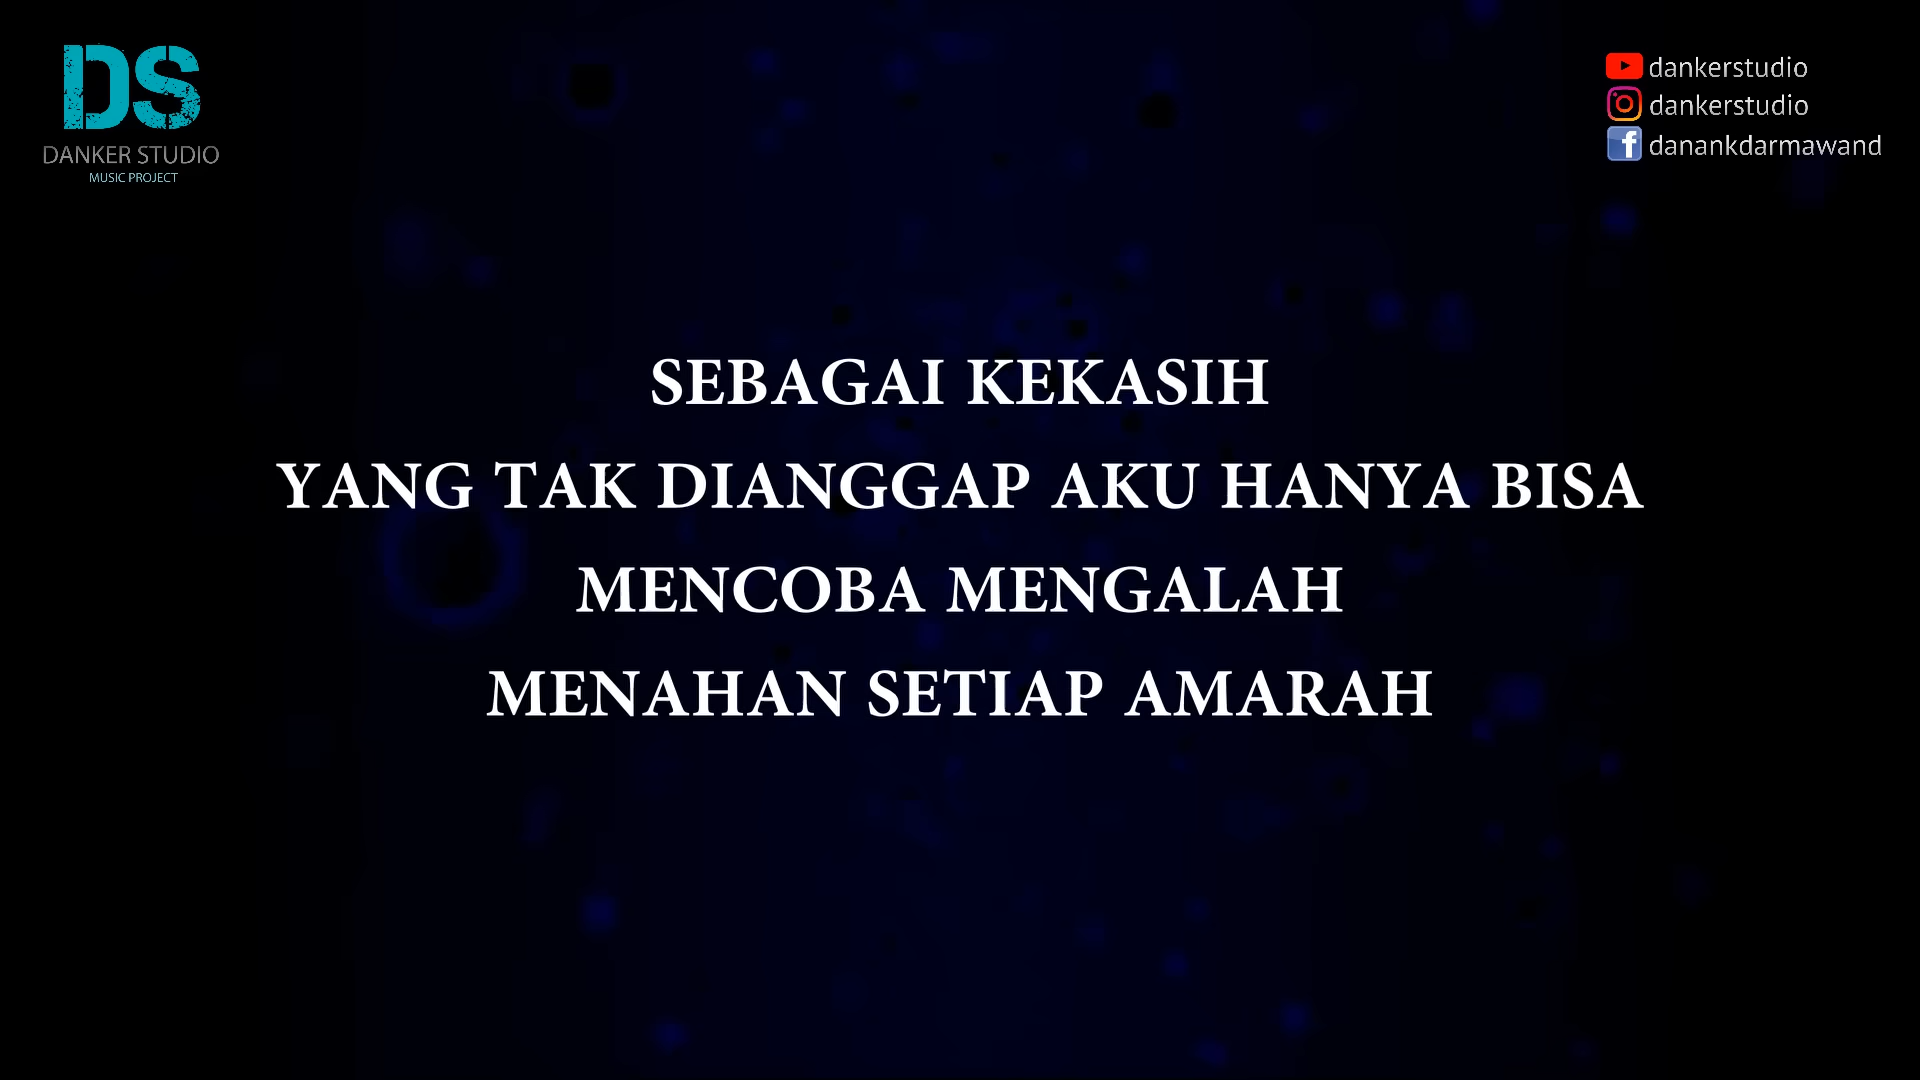 DS
DANKER STUDIO
MUSIC PROJECT
dankerstudio
dankerstudio
danankdarmawand
SEBAGAI KEKASIH
YANG TAK DIANGGAP AKU HANYA BISA
MENCOBA MENGALAH
MENAHAN SETIAP AMARAH